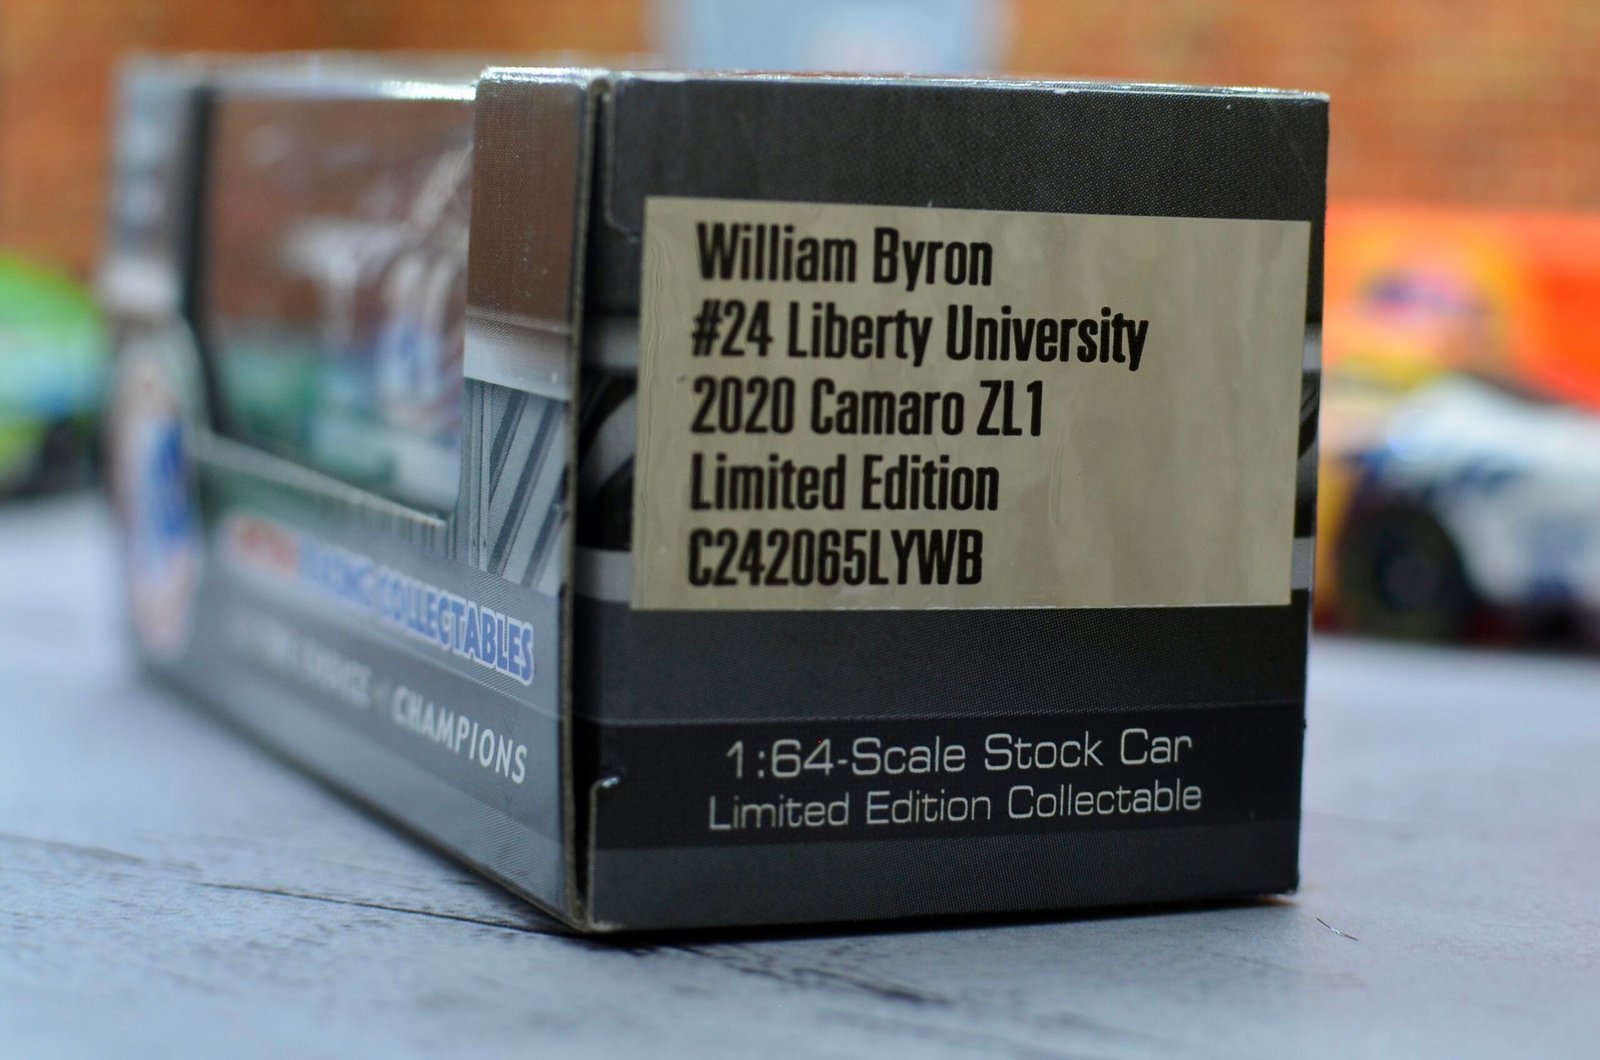 William Byron
#24 Liberty University
2020 Camaro ZL1
Limited Edition
C242065LYWB
1:64-Scale Stock Car
Limited Edition Collectable
RACING COLLECTABLES
CHAMPIONS